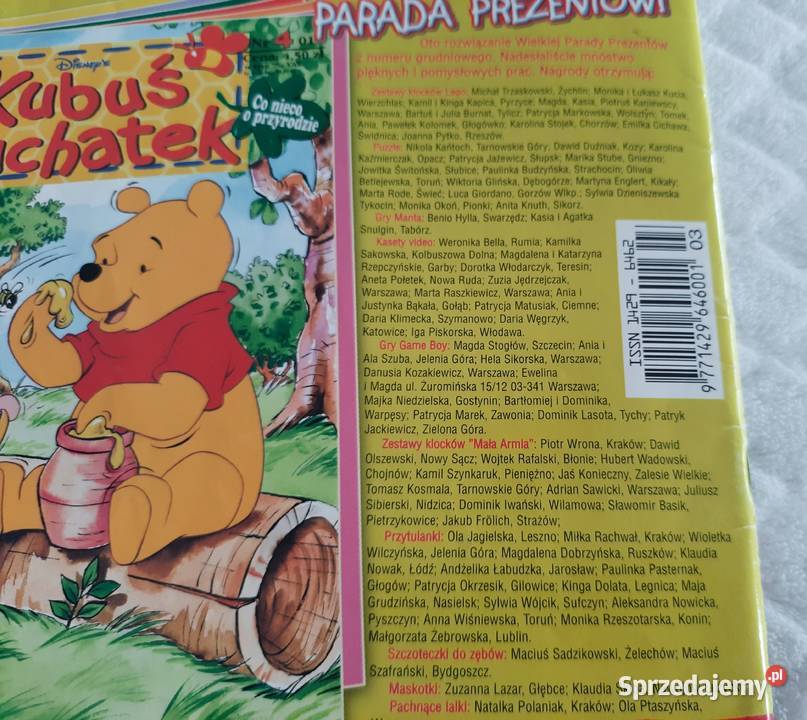 PARADA PREZENTÓW!
Oto rozwiązanie Wielkiej Parady Prezentów
z numeru grudniowego. Nadesłaliście mnóstwo
pięknych i pomysłowych prac. Nagrody otrzymują:
Zestawy klocków Lego: Michał Trzaskowski, Żychlin; Monika i Łukasz Kucia,
Wierzchlas; Kamil i Kinga Kapica, Pyrzyce; Magda, Kasia, Piotruś Kaniewscy,
Warszawa; Bartuś i Julia Burnat, Tylicz; Patrycja Markowska, Wolsztyn; Tomek,
Ania, Pawełek Kołomek, Głogówko; Karolina Stojek, Chorzów; Emilka Cichawa,
Świdnica; Joanna Pytko, Rzeszów.
Puzzle: Nikola Kańtoch, Tarnowskie Góry; Dawid Duźniak, Kozy; Karolina
Kaźmierczak, Opacz; Patrycja Jażewicz, Słupsk; Marika Stube, Gniezno;
Jowitka Świtońska, Słubice; Paulinka Budzyńska, Strachocin; Oliwia
Betlejewska, Toruń; Wiktoria Glińska, Dębogórze; Martyna Englert, Kikały;
Marta Rode, Świeć; Luca Giordano, Gorzów Wlkp.; Sylwia Dzieniszewska
Tykocin; Monika Okoń, Pionki; Anita Knuth, Sikorz.
Gry Manta: Benio Hylla, Swarzędz; Kasia i Agatka
Snulgin, Tabórz.
Kasety video: Weronika Bella, Rumia; Kamilka
Sakowska, Kolbuszowa Dolna; Magdalena i Katarzyna
Rzepczyńskie, Garby; Dorotka Włodarczyk, Teresin;
Aneta Połetek, Nowa Ruda; Zuzia Jędrzejczak,
Warszawa; Marta Raszkiewicz, Warszawa; Ania i
Justynka Bąkała, Gołąb; Patrycja Matusiak, Ciemne;
Daria Klimecka, Szymanowo; Daria Węgrzyk,
Katowice; Iga Piskorska, Włodawa.
Gry Game Boy: Magda Stogłów, Szczecin; Ania i
Ala Szuba, Jelenia Góra; Hela Sikorska, Warszawa;
Danusia Kozakiewicz, Warszawa; Ewelina
i Magda ul. Żuromińska 15/12 03-341 Warszawa;
Majka Niedzielska, Gostynin; Bartłomiej i Dominika,
Warpęsy; Patrycja Marek, Zawonia; Dominik Lasota, Tychy; Patryk
Jackiewicz, Zielona Góra.
Zestawy klocków "Mała Armia": Piotr Wrona, Kraków; Dawid
Olszewski, Nowy Sącz; Wojtek Rafalski, Błonie; Hubert Wadowski,
Chojnów; Kamil Szynkaruk, Pieniężno; Jaś Konieczny, Zalesie Wielkie;
Tomasz Kosmala, Tarnowskie Góry; Adrian Sawicki, Warszawa; Juliusz
Sibierski, Nidzica; Dominik Iwański, Wilamowa; Sławomir Basik,
Pietrzykowice; Jakub Frölich, Strażów;
Przytulanki: Ola Jagielska, Leszno; Miłka Rachwał, Kraków; Wioletka
Wilczyńska, Jelenia Góra; Magdalena Dobrzyńska, Ruszków; Klaudia
Nowak, Łódź; Andżelika Łabudzka, Jarosław; Paulinka Pasternak,
Głogów; Patrycja Okrzesik, Gilowice; Kinga Dolata, Legnica; Maja
Grudzińska, Nasielsk; Sylwia Wójcik, Sufczyn; Aleksandra Nowicka,
Pyszczyn; Anna Wiśniewska, Toruń; Monika Rzeszotarska, Konin;
Małgorzata Żebrowska, Lublin.
Szczoteczki do zębów: Maciuś Sadzikowski, Żelechów; Maciuś
Szafrański, Bydgoszcz.
Maskotki: Zuzanna Lazar, Głębce; Klaudia
Pachnące lalki: Natalka Polaniak, Kraków; Ola Ptaszyńska,
Nr 4 01
Cena: 4,50 zł
DISNEY'S
Kubuś
uchatek
Co nieco
o przyrodzie
ISSN 1429 - 6462
03
9 771429 646001
Sprzedajemy.pl